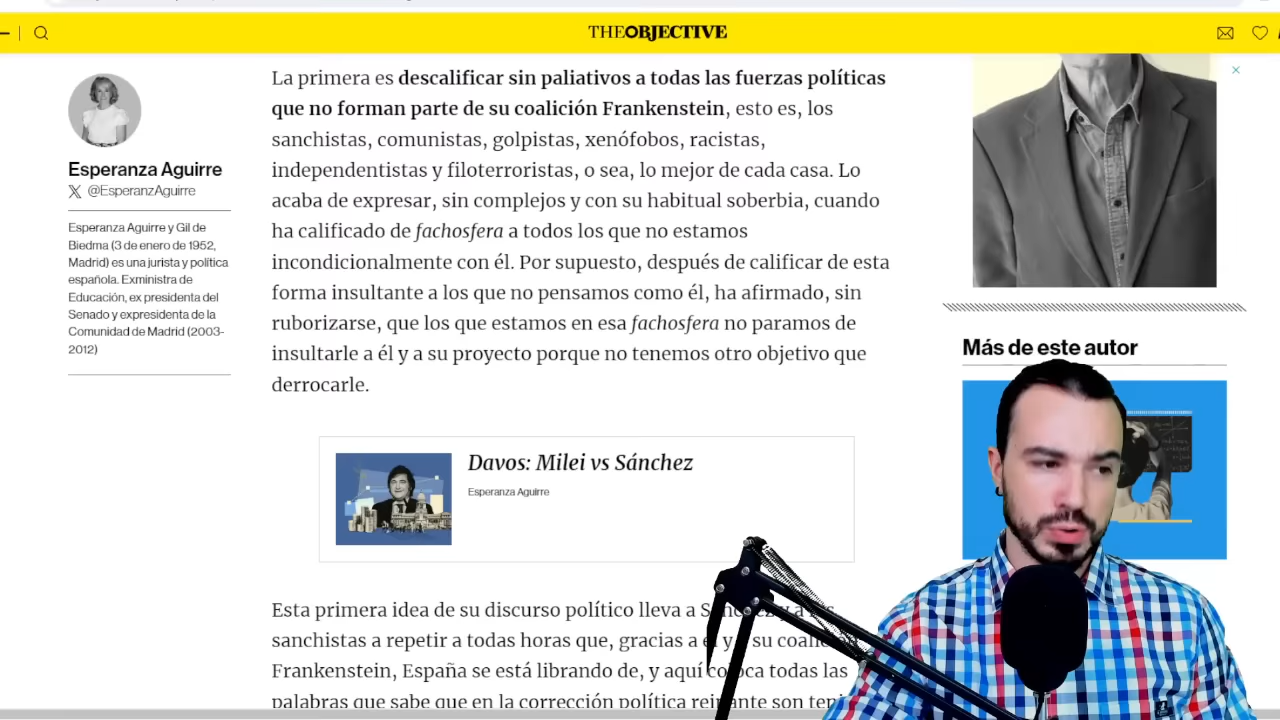 THEOBJECTIVE
Esperanza Aguirre
@EsperanzAguirre
Esperanza Aguirre y Gil de
Biedma (3 de enero de 1952,
Madrid) es una jurista y política
española. Exministra de
Educación, ex presidenta del
Senado y expresidenta de la
Comunidad de Madrid (2003-
2012)
La primera es descalificar sin paliativos a todas las fuerzas políticas
que no forman parte de su coalición Frankenstein, esto es, los
sanchistas, comunistas, golpistas, xenófobos, racistas,
independentistas y filoterroristas, o sea, lo mejor de cada casa. Lo
acaba de expresar, sin complejos y con su habitual soberbia, cuando
ha calificado de fachosfera a todos los que no estamos
incondicionalmente con él. Por supuesto, después de calificar de esta
forma insultante a los que no pensamos como él, ha afirmado, sin
ruborizarse, que los que estamos en esa fachosfera no paramos de
insultarle a él y a su proyecto porque no tenemos otro objetivo que
derrocarle.
Davos: Milei vs Sánchez
Esperanza Aguirre
Esta primera idea de su discurso político lleva a
sanchistas a repetir a todas horas que, gracias a él y su
Frankenstein, España se está librando de, y aquí coloca todas las
palabras que sabe que en la corrección política reinante son
Más de este autor